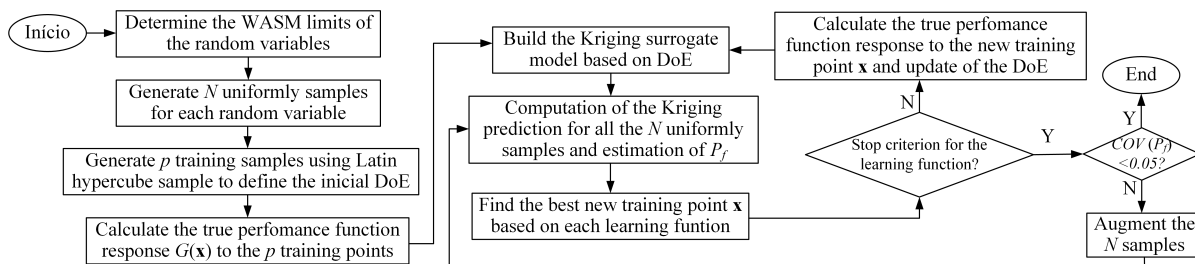 Início
Determine the WASM limits of
the random variables
Generate N uniformly samples
for each random variable
Generate p training samples using Latin
hypercube sample to define the inicial DoE
Calculate the true perfomance function
response G(x) to the p training points
Build the Kriging surrogate
model based on DoE
Computation of the Kriging
prediction for all the N uniformly
samples and estimation of Pf
Find the best new training point x
based on each learning funtion
Calculate the true perfomance
function response to the new training
point x and update of the DoE
N
Stop criterion for the
learning function?
Y
End
Y
COV (Pf)
<0.05?
N
Augment the
N samples